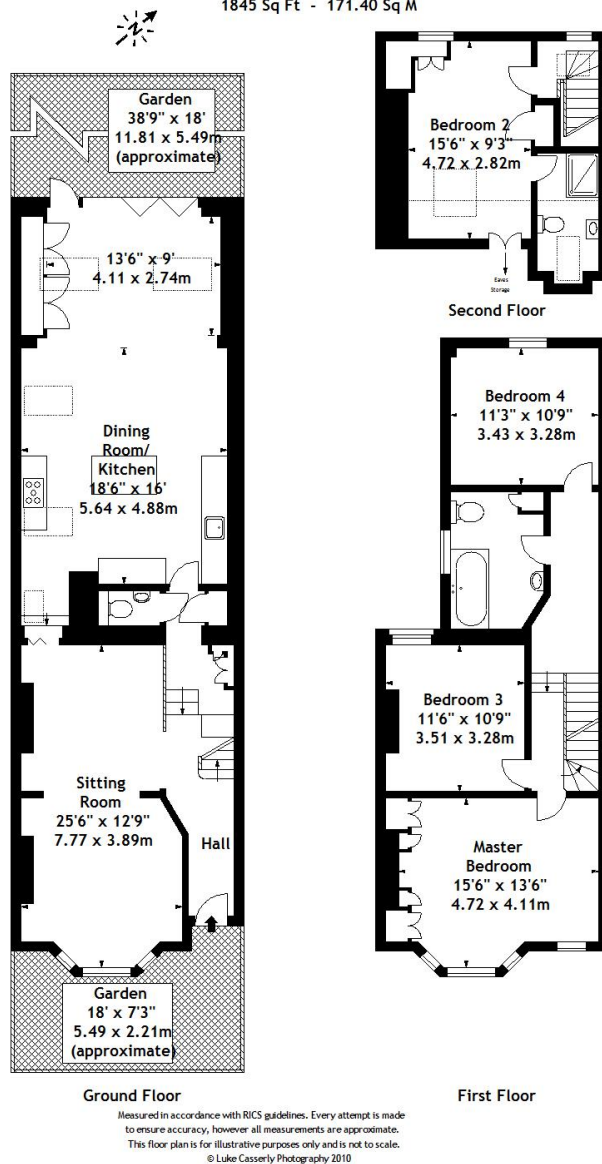 1845 Sq Ft - 171.40 Sq M
Garden
38'9" x 18'
11.81 x 5.49m
(approximate)
13'6" x 9'
4.11 x 2.74m
Dining
Room/
Kitchen
18'6" x 16'
5.64 x 4.88m
Sitting
Room
25'6" x 12'9"
7.77 x 3.89m
Hall
Garden
18' x 7'3"
5.49 x 2.21m
(approximate)
Ground Floor
Bedroom 2
15'6" x 9'3"
4.72 x 2.82m
Eaves
Storage
Second Floor
Bedroom 4
11'3" x 10'9"
3.43 x 3.28m
Bedroom 3
11'6" x 10'9"
3.51 x 3.28m
Master
Bedroom
15'6" x 13'6"
4.72 x 4.11m
First Floor
Measured in accordance with RICS guidelines. Every attempt is made
to ensure accuracy, however all measurements are approximate.
This floor plan is for illustrative purposes only and is not to scale.
© Luke Casserly Photography 2010